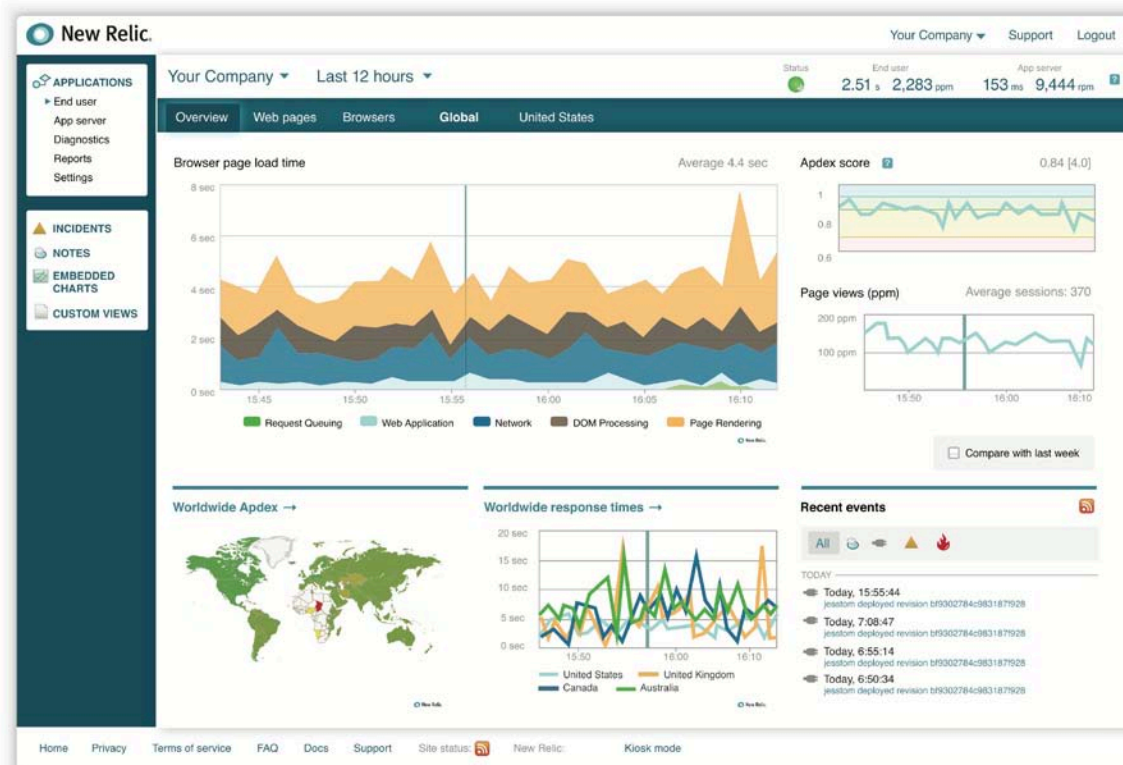 New Relic.
Your Company Support Logout
APPLICATIONS
End user
App server
Diagnostics
Reports
Settings
INCIDENTS
NOTES
EMBEDDED
CHARTS
CUSTOM VIEWS
Your Company Last 12 hours
Status End user App server
2.51 s 2,283 ppm 153 ms 9,444 rpm ?
Overview Web pages Browsers Global United States
Browser page load time Average 4.4 sec
8 sec
6 sec
4 sec
2 sec
0 sec
15:45 15:50 15:55 16:00 16:05 16:10
Request Queuing Web Application Network DOM Processing Page Rendering
New Relic
Apdex score ? 0.84 [4.0]
1
0.8
0.6
Page views (ppm) Average sessions: 370
200 ppm
100 ppm
15:50 16:00 16:10
Compare with last week
Worldwide Apdex →
New Relic
Worldwide response times →
20 sec
15 sec
10 sec
5 sec
0 sec
15:50 16:00 16:10
United States United Kingdom
Canada Australia
New Relic
Recent events
All
TODAY
Today, 15:55:44
jesstom deployed revision bf9302784c983187f928
Today, 7:08:47
jesstom deployed revision bf9302784c983187f928
Today, 6:55:14
jesstom deployed revision bf9302784c983187f928
Today, 6:50:34
jesstom deployed revision bf9302784c983187f928
Home Privacy Terms of service FAQ Docs Support Site status: New Relic: Kiosk mode